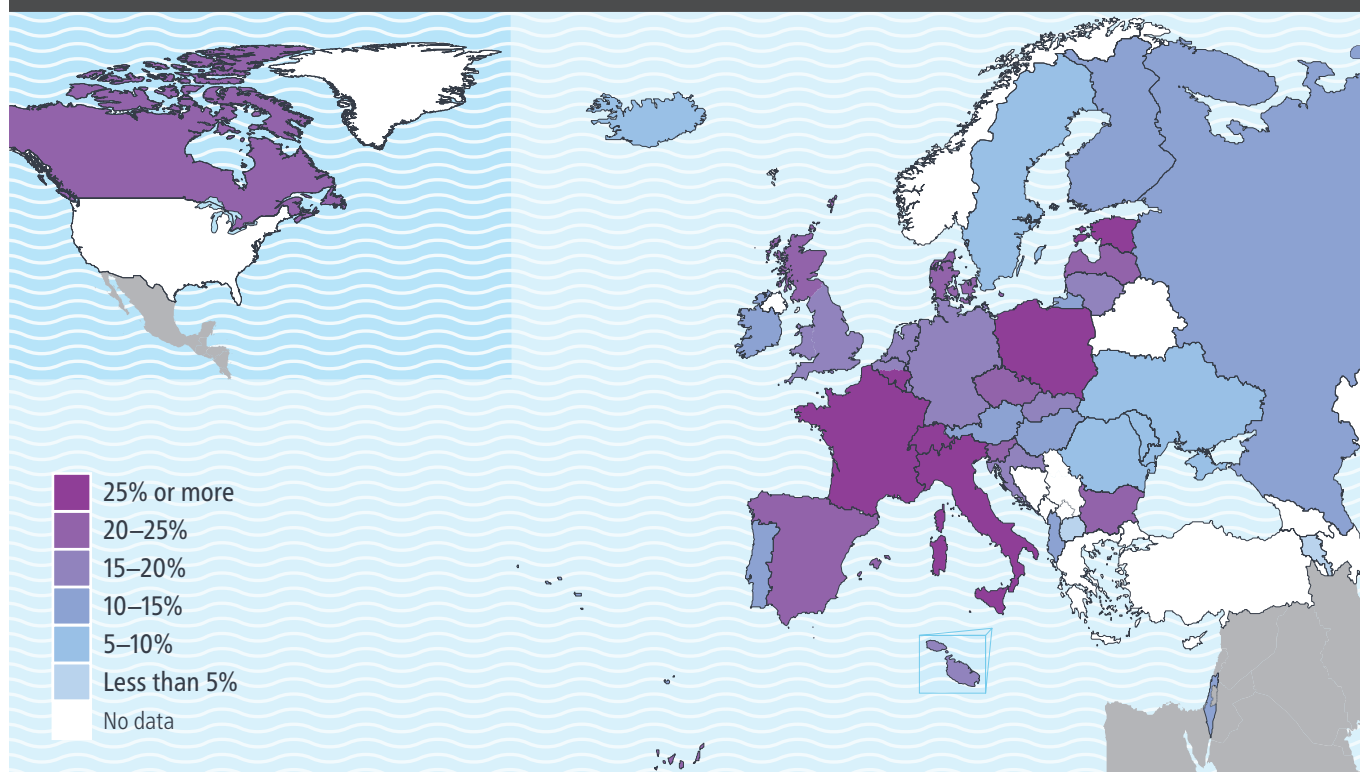 25% or more
20–25%
15–20%
10–15%
5–10%
Less than 5%
No data